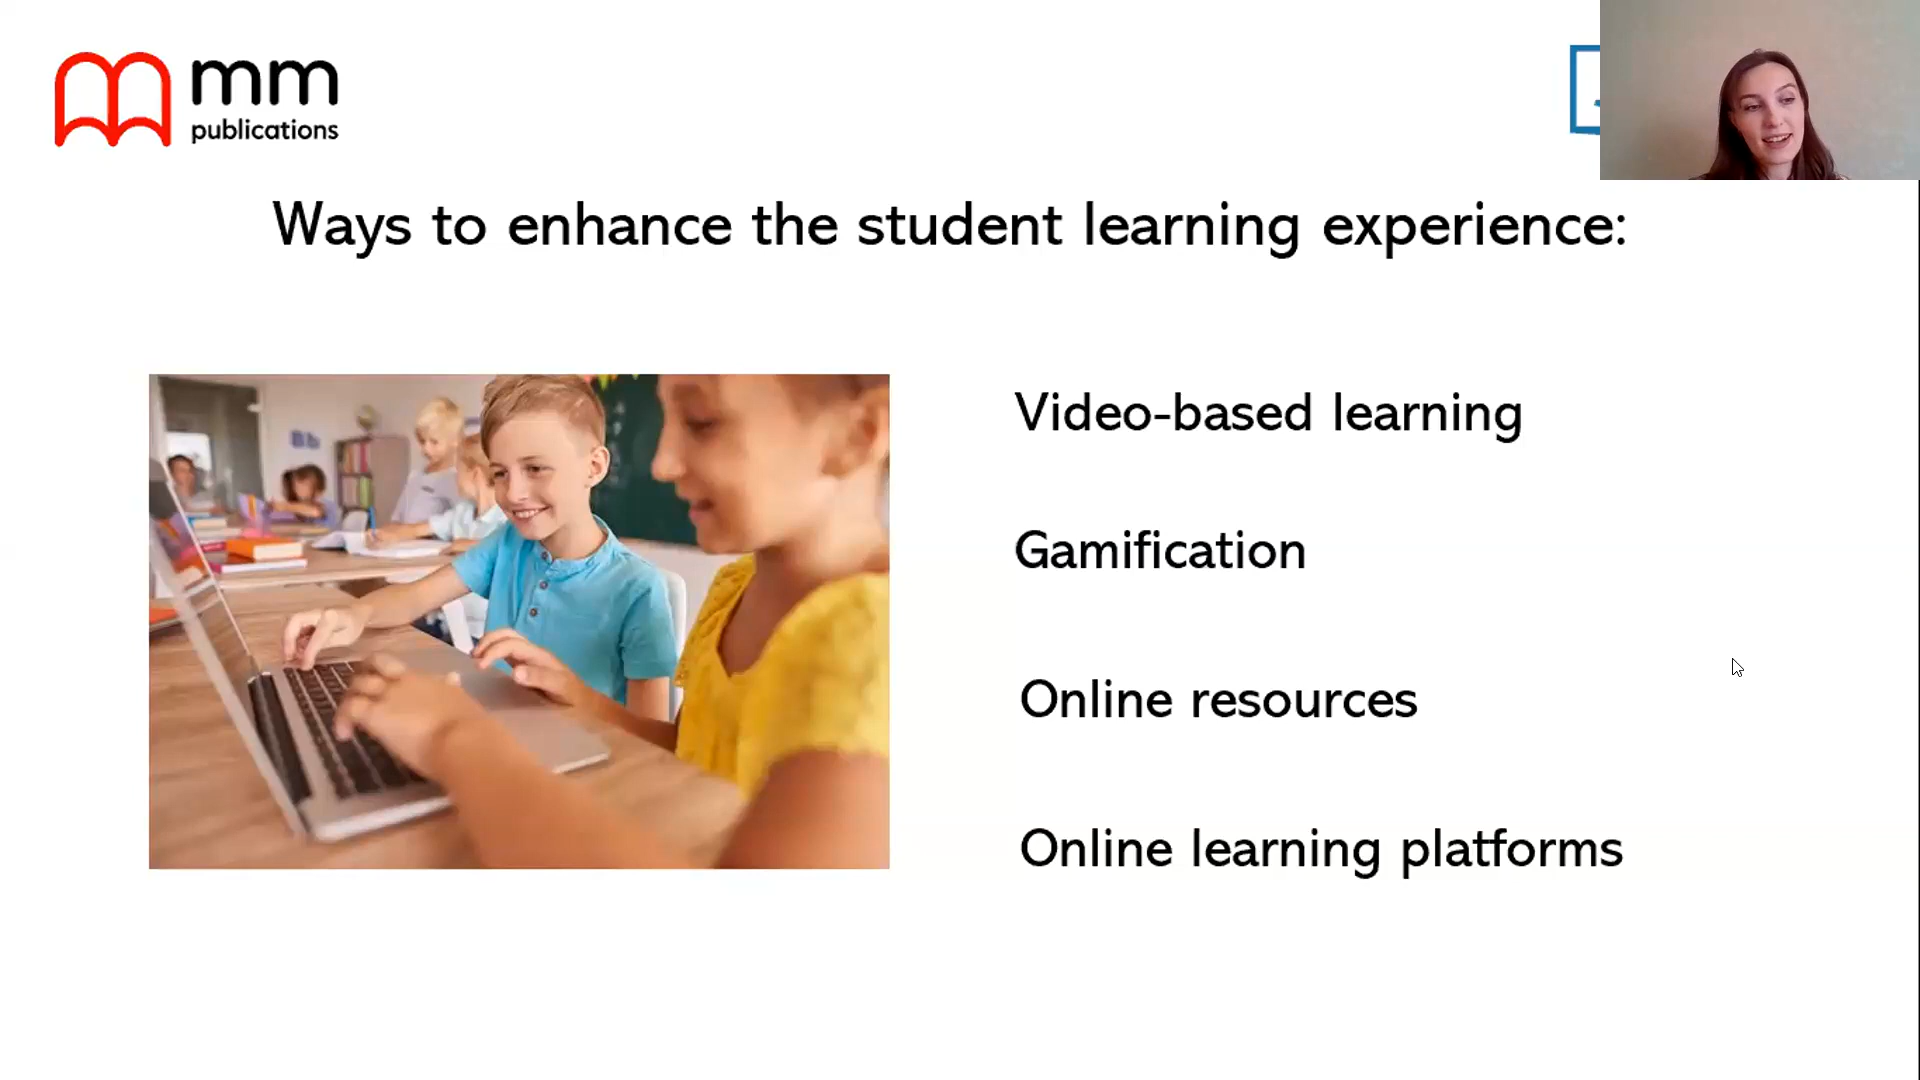 mm
publications
Ways to enhance the student learning experience:
Video-based learning
Gamification
Online resources
Online learning platforms